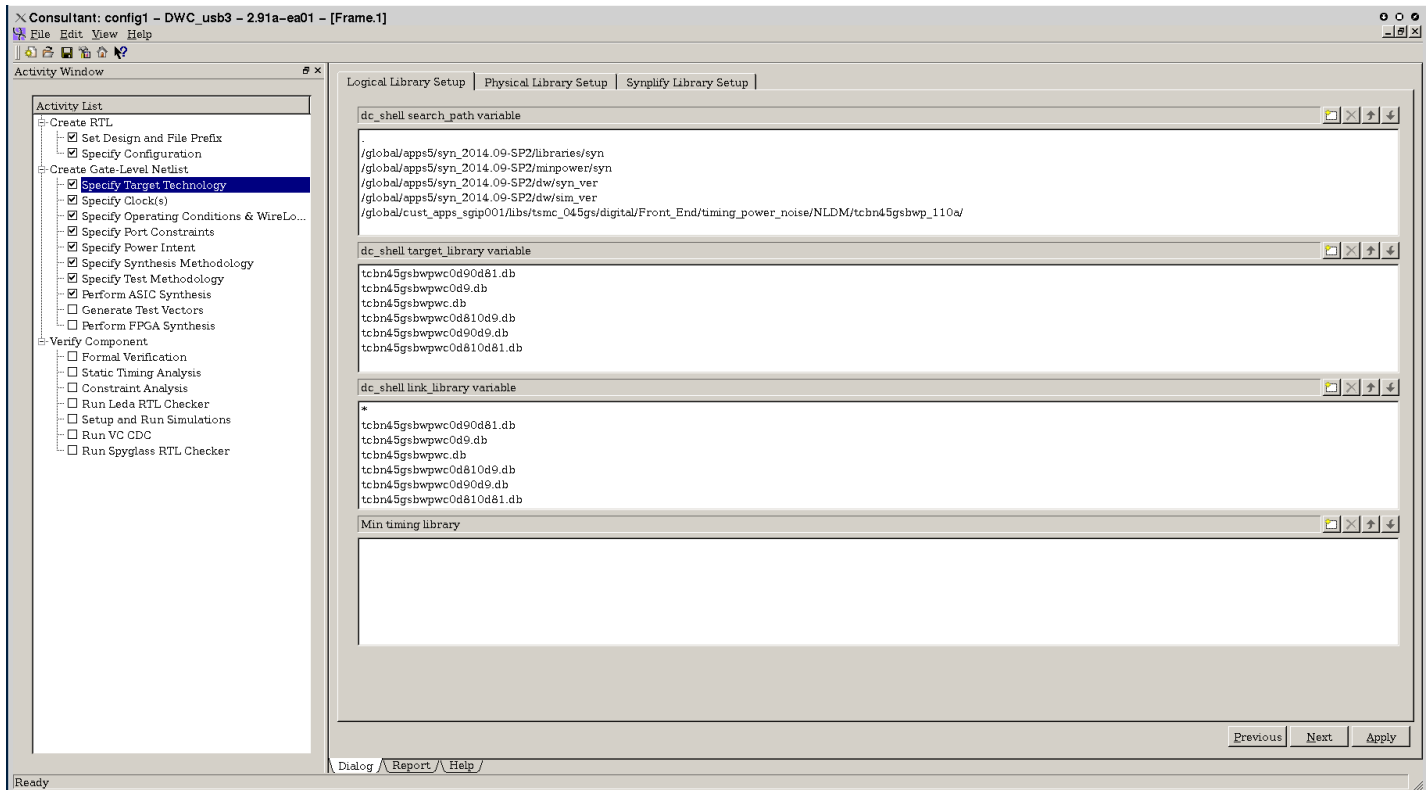 Consultant: config1 – DWC_usb3 – 2.91a–ea01 – [Frame.1]
File Edit View Help
Activity Window
Activity List
Create RTL
Set Design and File Prefix
Specify Configuration
Create Gate-Level Netlist
Specify Target Technology
Specify Clock(s)
Specify Operating Conditions & WireLo...
Specify Port Constraints
Specify Power Intent
Specify Synthesis Methodology
Specify Test Methodology
Perform ASIC Synthesis
Generate Test Vectors
Perform FPGA Synthesis
Verify Component
Formal Verification
Static Timing Analysis
Constraint Analysis
Run Leda RTL Checker
Setup and Run Simulations
Run VC CDC
Run Spyglass RTL Checker
Logical Library Setup Physical Library Setup Synplify Library Setup
dc_shell search_path variable
.
/global/apps5/syn_2014.09-SP2/libraries/syn
/global/apps5/syn_2014.09-SP2/minpower/syn
/global/apps5/syn_2014.09-SP2/dw/syn_ver
/global/apps5/syn_2014.09-SP2/dw/sim_ver
/global/cust_apps_sgip001/libs/tsmc_045gs/digital/Front_End/timing_power_noise/NLDM/tcbn45gsbwp_110a/
dc_shell target_library variable
tcbn45gsbwpwc0d90d81.db
tcbn45gsbwpwc0d9.db
tcbn45gsbwpwc.db
tcbn45gsbwpwc0d810d9.db
tcbn45gsbwpwc0d90d9.db
tcbn45gsbwpwc0d810d81.db
dc_shell link_library variable
*
tcbn45gsbwpwc0d90d81.db
tcbn45gsbwpwc0d9.db
tcbn45gsbwpwc.db
tcbn45gsbwpwc0d810d9.db
tcbn45gsbwpwc0d90d9.db
tcbn45gsbwpwc0d810d81.db
Min timing library
Previous Next Apply
Dialog Report Help
Ready